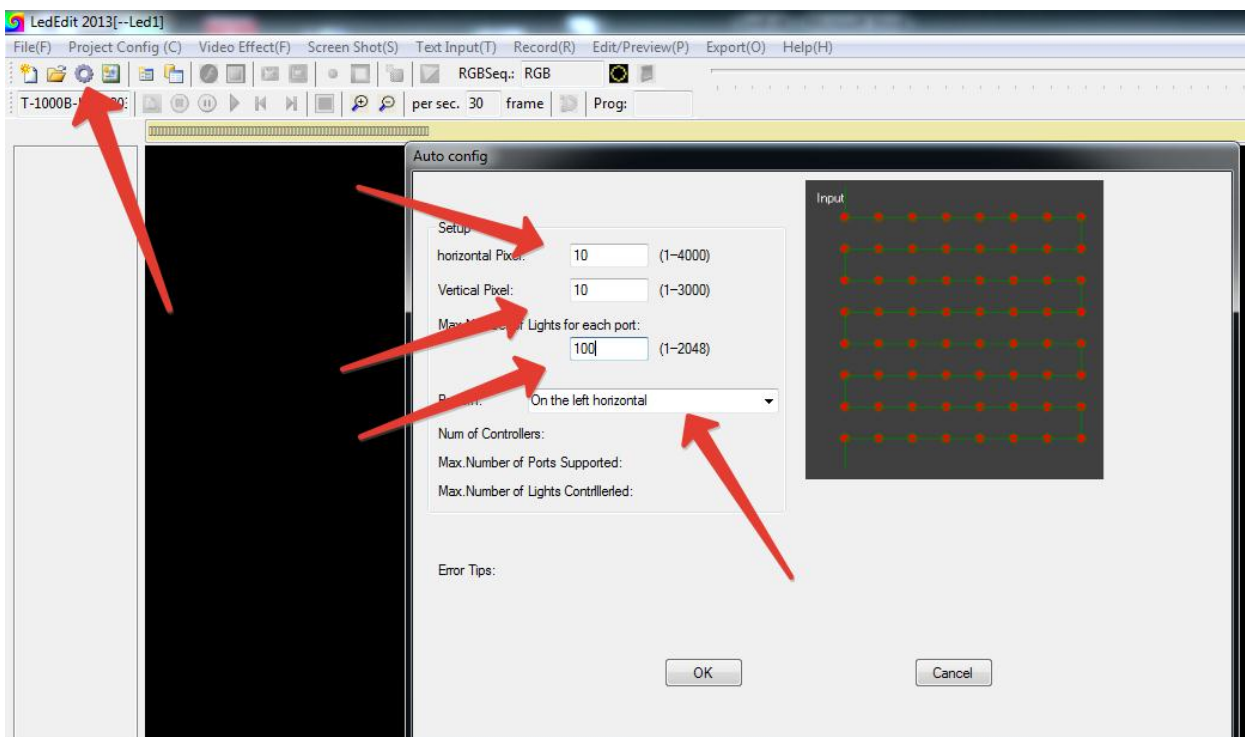 LedEdit 2013[--Led1]
File(F) Project Config (C) Video Effect(F) Screen Shot(S) Text Input(T) Record(R) Edit/Preview(P) Export(O) Help(H)
RGBSeq.: RGB
T-1000B- per sec. 30 frame Prog:
Auto config
Input
Setup
horizontal Pixel: 10 (1-4000)
Vertical Pixel: 10 (1-3000)
Lights for each port:
100 (1-2048)
On the left horizontal
Num of Controllers:
Max.Number of Ports Supported:
Max.Number of Lights Contrllerled:
Error Tips:
OK Cancel